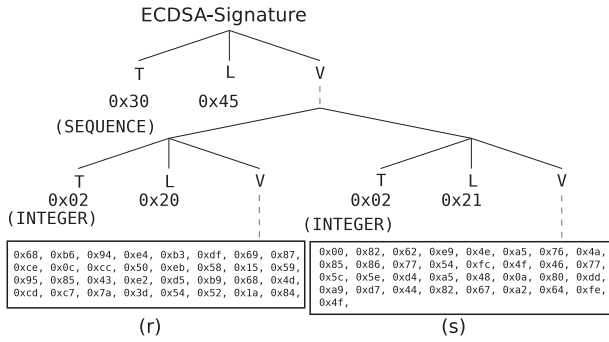 ECDSA-Signature
T L V
0x30 0x45
(SEQUENCE)
T L V T L V
0x02 0x20 0x02 0x21
(INTEGER) (INTEGER)
0x68, 0xb6, 0x94, 0xe4, 0xb3, 0xdf, 0x69, 0x87,
0xce, 0x0c, 0xcc, 0x50, 0xeb, 0x58, 0x15, 0x59,
0x95, 0x85, 0x43, 0xe2, 0xd5, 0xb9, 0x68, 0x4d,
0xcd, 0xc7, 0x7a, 0x3d, 0x54, 0x52, 0x1a, 0x84,
0x00, 0x82, 0x62, 0xe9, 0x4e, 0xa5, 0x76, 0x4a,
0x85, 0x86, 0x77, 0x54, 0xfc, 0x4f, 0x46, 0x77,
0x5c, 0x5e, 0xd4, 0xa5, 0x48, 0x0a, 0x80, 0xdd,
0xa9, 0xd7, 0x44, 0x82, 0x67, 0xa2, 0x64, 0xfe,
0x4f,
(r) (s)